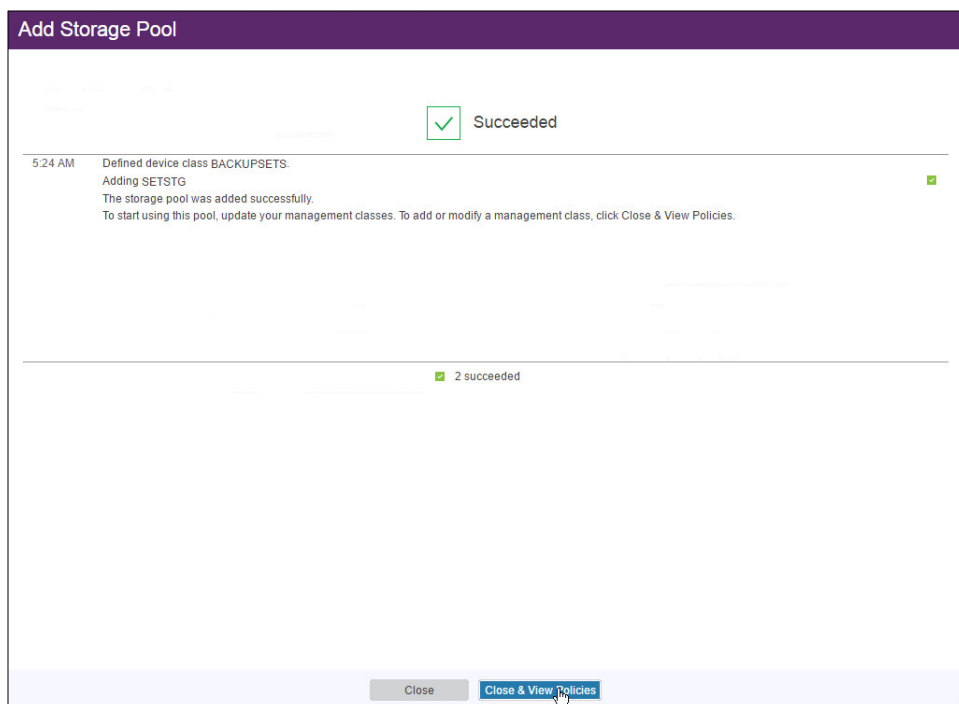 Add Storage Pool
Succeeded
5:24 AM Defined device class BACKUPSETS.
Adding SETSTG
The storage pool was added successfully.
To start using this pool, update your management classes. To add or modify a management class, click Close & View Policies.
2 succeeded
Close Close & View Policies